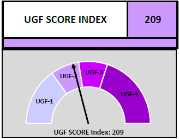 UGF SCORE INDEX 209
UGF-1
UGF-2
UGF-3
UGF-4
UGF SCORE Index: 209